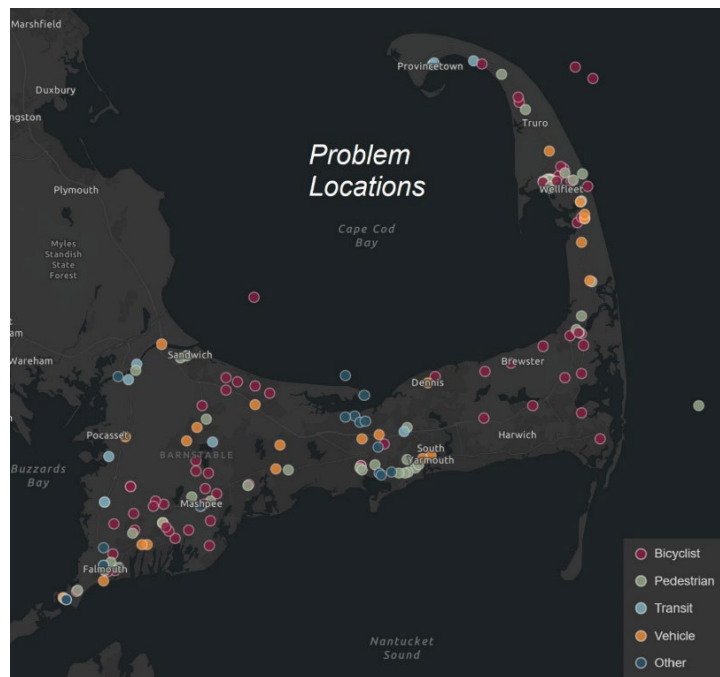 Marshfield
Provincetown
Duxbury
ngston
Truro
Problem
Locations
Plymouth
Wellfleet
Cape Cod
Bay
Myles
Standish
State
Forest
am
Wareham
Sandwich
Brewster
Dennis
Pocasset
Harwich
South
Yarmouth
BARNSTABLE
Buzzards
Bay
Mashpee
Falmouth
Nantucket
Sound
Bicyclist
Pedestrian
Transit
Vehicle
Other